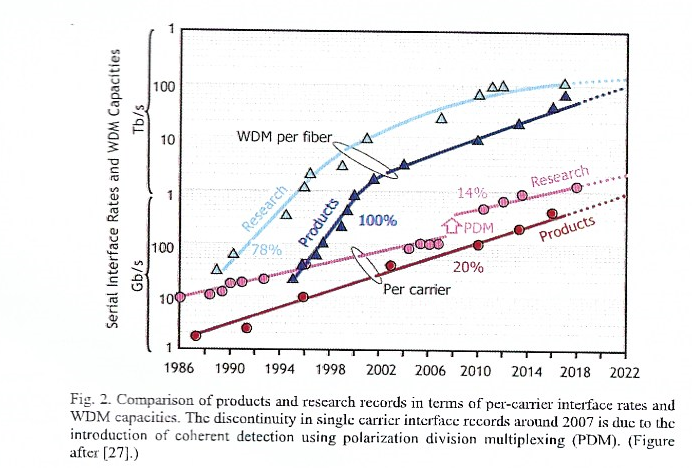 Serial Interface Rates and WDM Capacities
Tb/s
Gb/s
1
100
10
1
100
10
1
WDM per fiber
Research
78%
Products
100%
14%
Research
PDM
Products
20%
Per carrier
1986 1990 1994 1998 2002 2006 2010 2014 2018 2022
Fig. 2. Comparison of products and research records in terms of per-carrier interface rates and
WDM capacities. The discontinuity in single carrier interface records around 2007 is due to the
introduction of coherent detection using polarization division multiplexing (PDM). (Figure
after [27].)